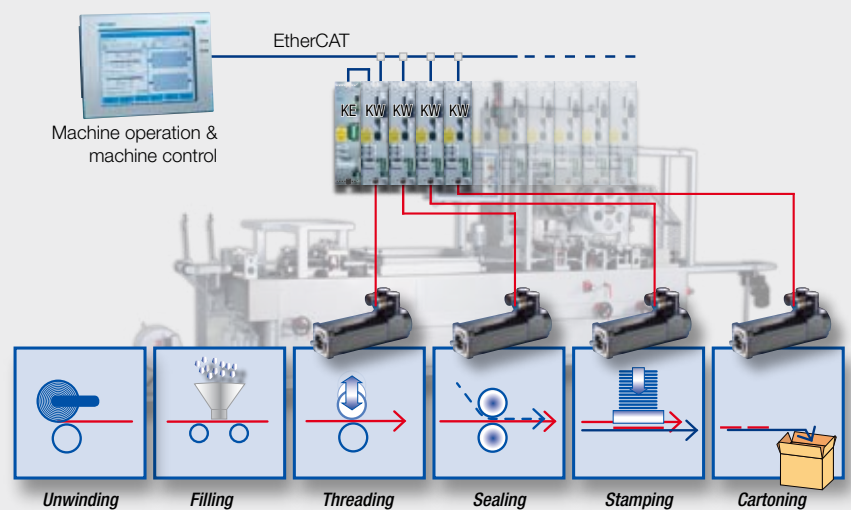 EtherCAT
KE KW KW KW KW
Machine operation &
machine control
Unwinding Filling Threading Sealing Stamping Cartoning